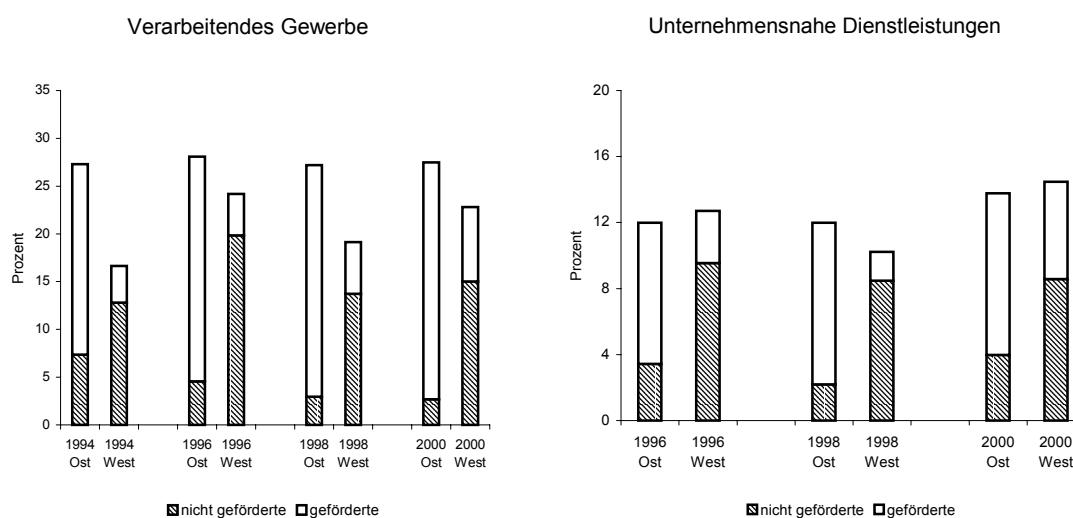 Verarbeitendes Gewerbe
35
30
25
20
15
10
5
0
Prozent
1994 1994 1996 1996 1998 1998 2000 2000
Ost West Ost West Ost West Ost West
nicht geförderte geförderte
Unternehmensnahe Dienstleistungen
20
16
12
8
4
0
Prozent
1996 1996 1998 1998 2000 2000
Ost West Ost West Ost West
nicht geförderte geförderte